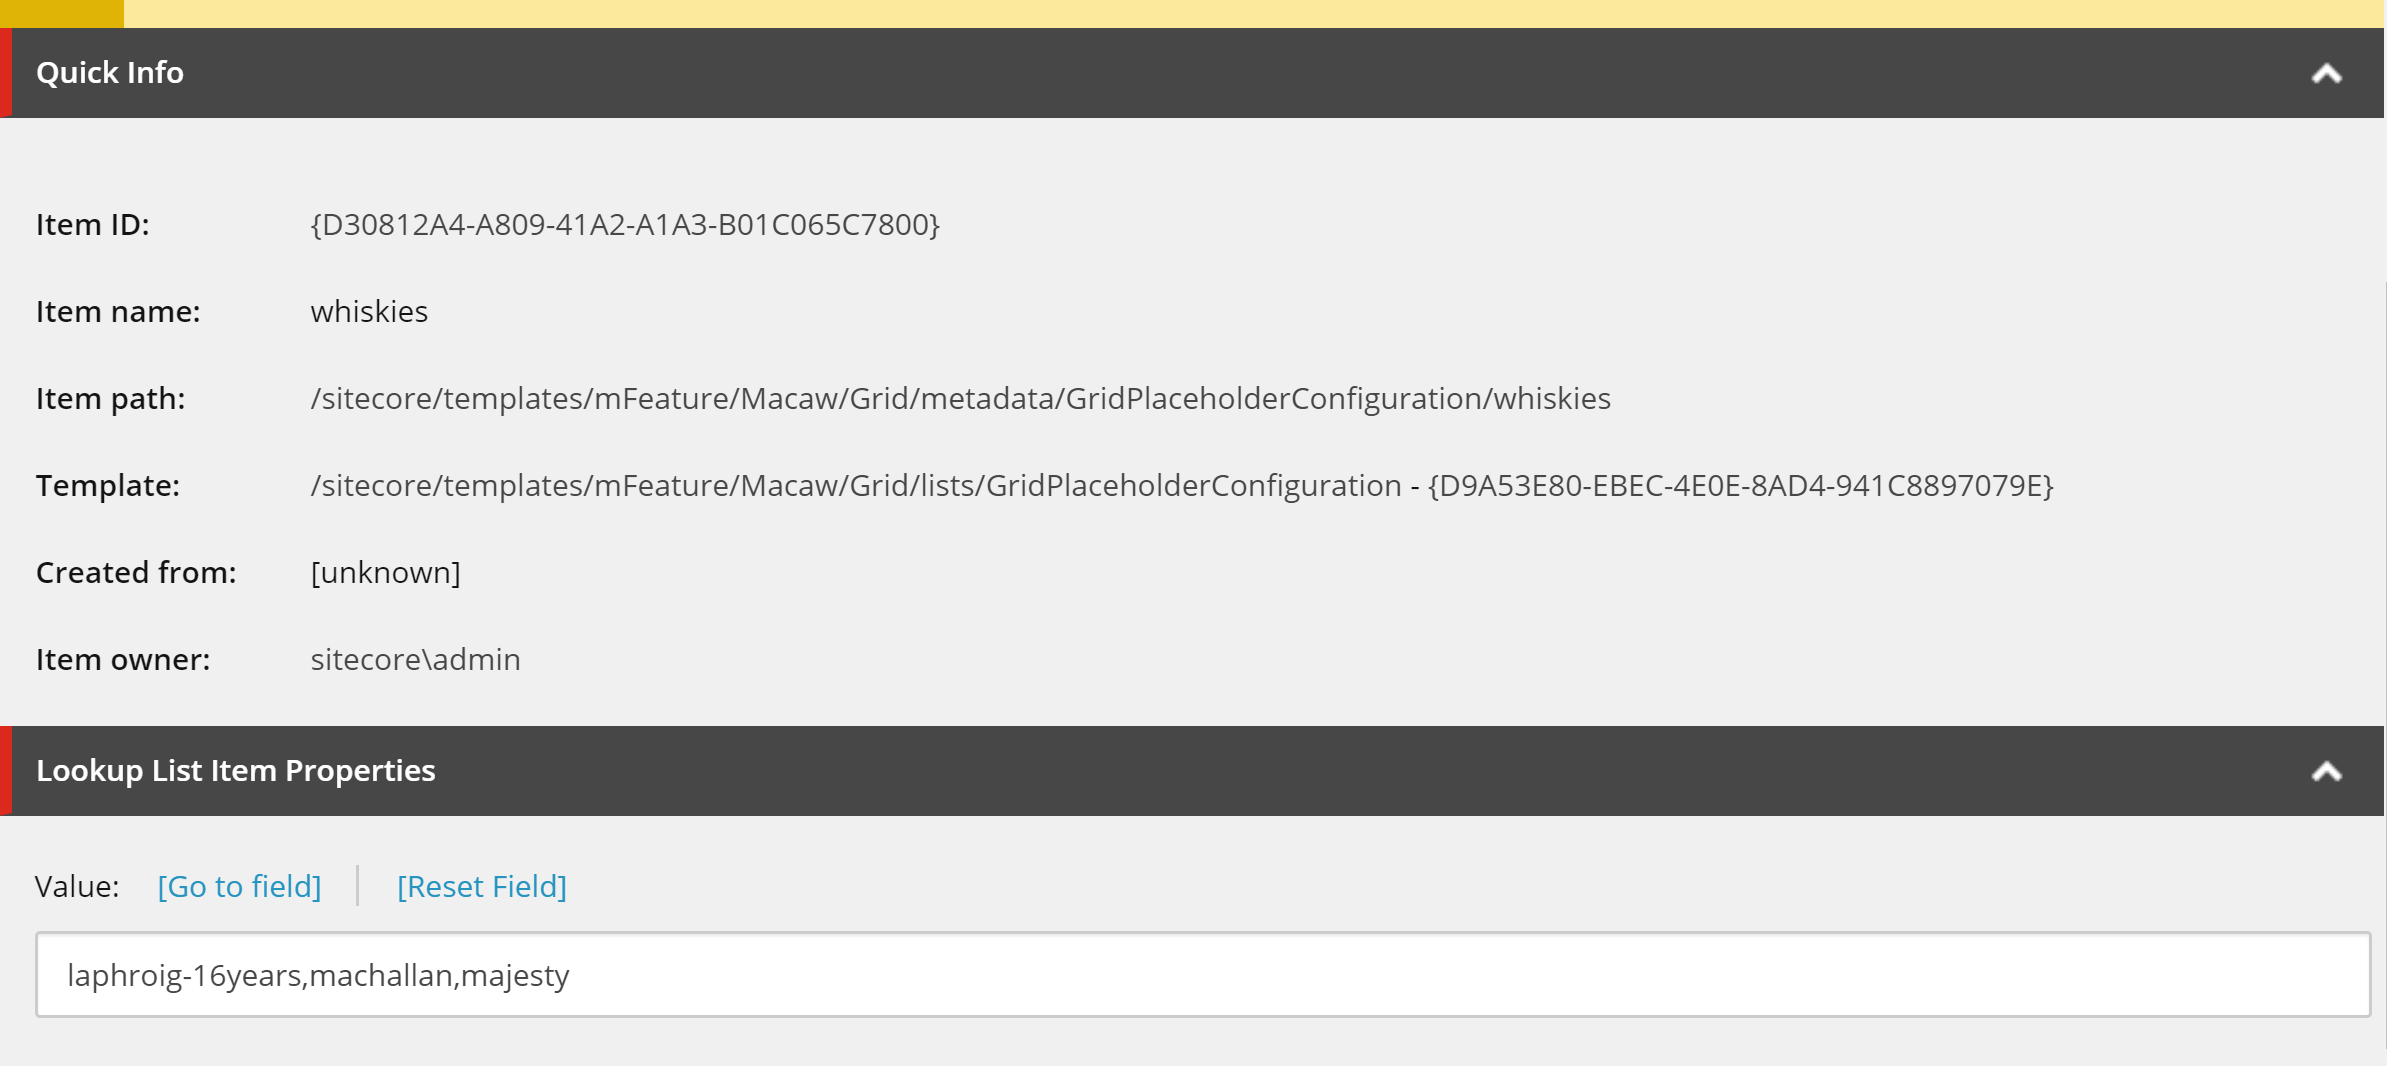 Quick Info
Item ID: {D30812A4-A809-41A2-A1A3-B01C065C7800}
Item name: whiskies
Item path: /sitecore/templates/mFeature/Macaw/Grid/metadata/GridPlaceholderConfiguration/whiskies
Template: /sitecore/templates/mFeature/Macaw/Grid/lists/GridPlaceholderConfiguration - {D9A53E80-EBEC-4E0E-8AD4-941C8897079E}
Created from: [unknown]
Item owner: sitecore\admin
Lookup List Item Properties
Value: [Go to field] [Reset Field]
laphroig-16years,machallan,majesty